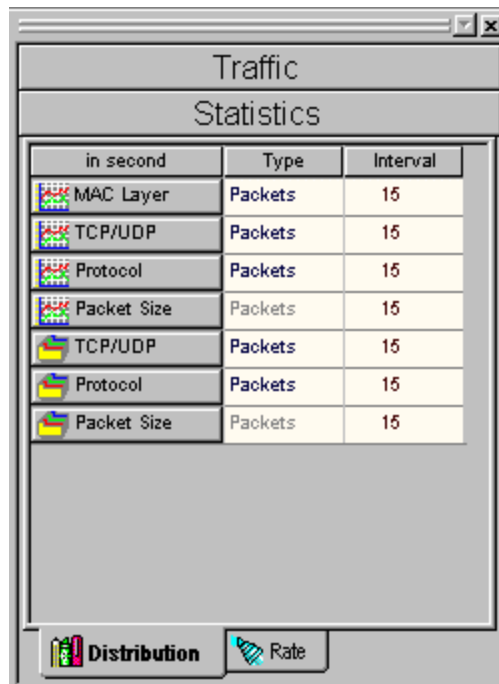 Traffic
Statistics
in second Type Interval
MAC Layer Packets 15
TCP/UDP Packets 15
Protocol Packets 15
Packet Size Packets 15
TCP/UDP Packets 15
Protocol Packets 15
Packet Size Packets 15
Distribution Rate